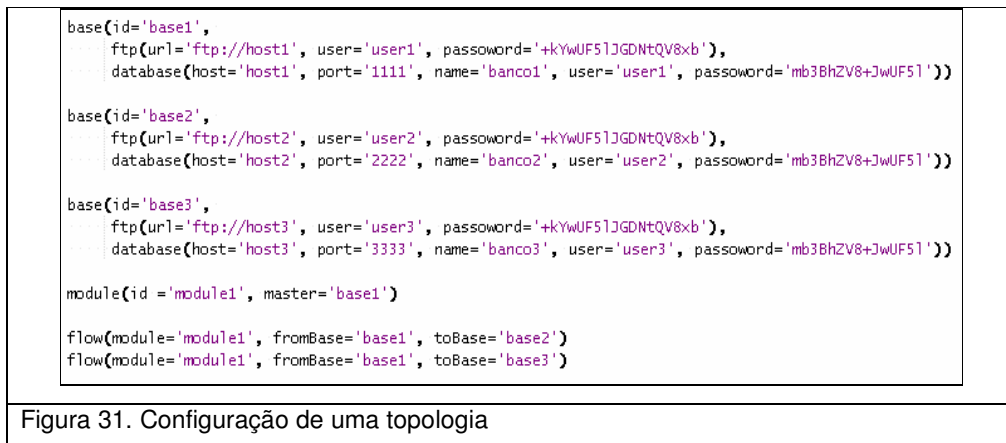 base(id='base1',
ftp(url='ftp://host1', user='user1', passoword='+kYwUF5lJGDNtQV8xb'),
database(host='host1', port='1111', name='banco1', user='user1', passoword='mb3BhZV8+JwUF5l'))
base(id='base2',
ftp(url='ftp://host2', user='user2', passoword='+kYwUF5lJGDNtQV8xb'),
database(host='host2', port='2222', name='banco2', user='user2', passoword='mb3BhZV8+JwUF5l'))
base(id='base3',
ftp(url='ftp://host3', user='user3', passoword='+kYwUF5lJGDNtQV8xb'),
database(host='host3', port='3333', name='banco3', user='user3', passoword='mb3BhZV8+JwUF5l'))
module(id ='module1', master='base1')
flow(module='module1', fromBase='base1', toBase='base2')
flow(module='module1', fromBase='base1', toBase='base3')
Figura 31. Configuração de uma topologia